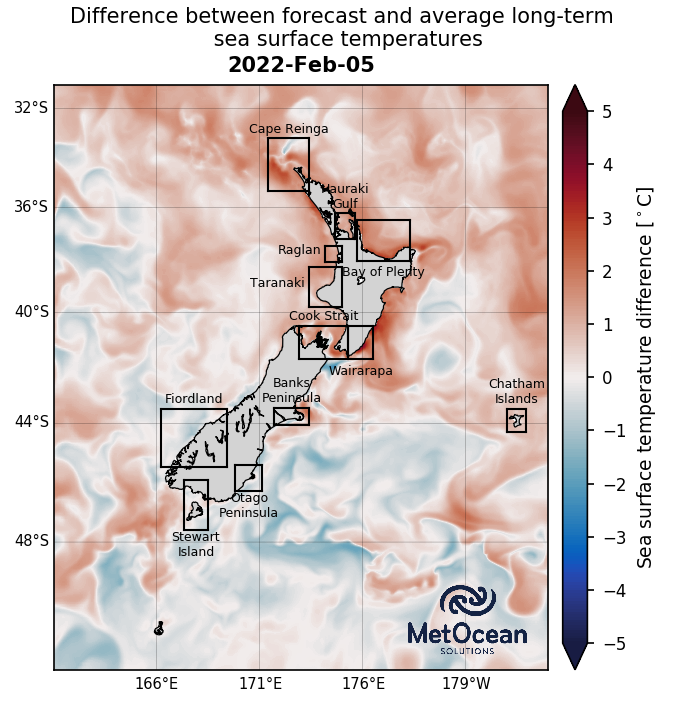 Difference between forecast and average long-term
sea surface temperatures
2022-Feb-05
32°S
36°S
40°S
44°S
48°S
Cape Reinga
Hauraki
Gulf
Raglan
Bay of Plenty
Taranaki
Cook Strait
Wairarapa
Banks
Peninsula
Chatham
Islands
Fiordland
Otago
Peninsula
Stewart
Island
MetOcean
SOLUTIONS
166°E
171°E
176°E
179°W
5
4
3
2
1
0
−1
−2
−3
−4
−5
Sea surface temperature difference [°C]